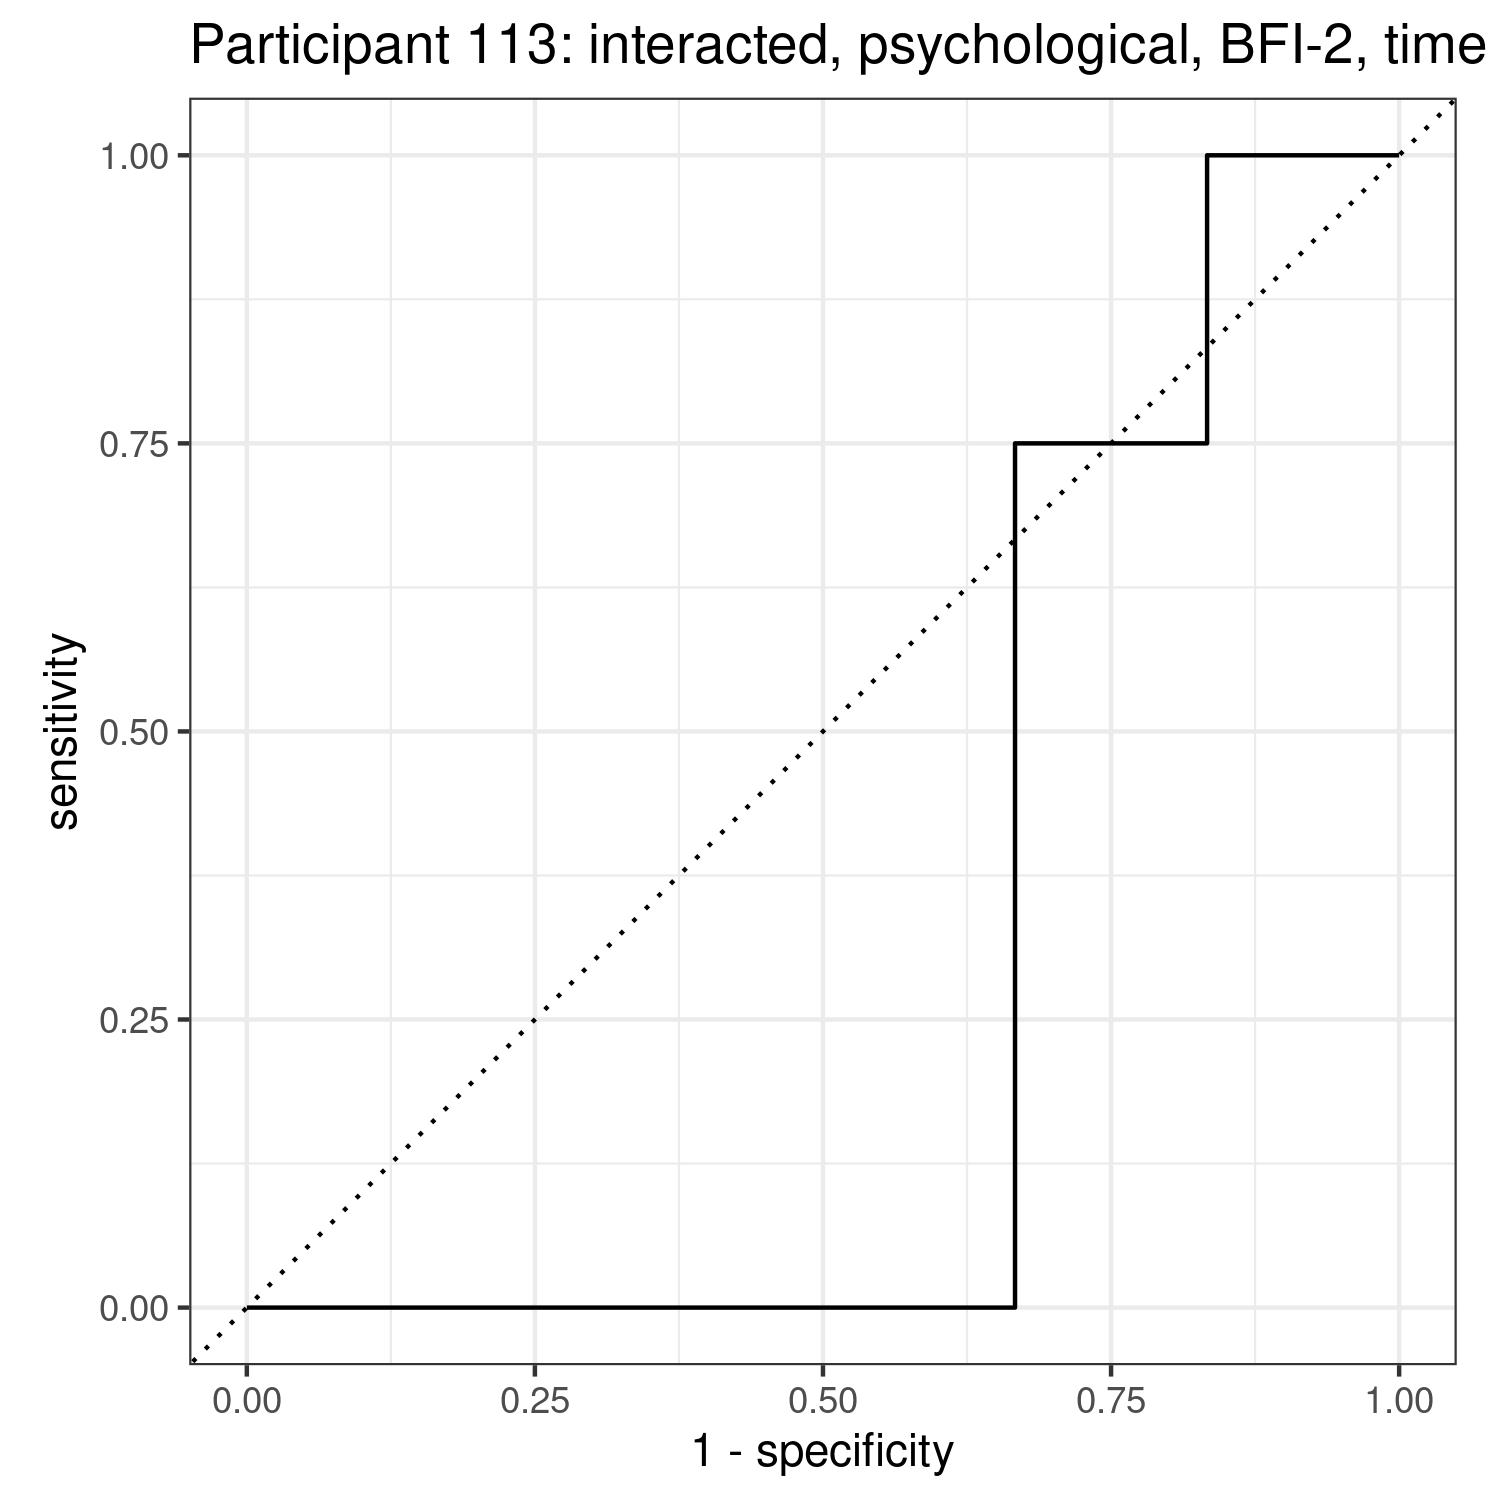 Participant 113: interacted, psychological, BFI-2, time
1.00
0.75
0.50
0.25
0.00
sensitivity
0.00 0.25 0.50 0.75 1.00
1 - specificity